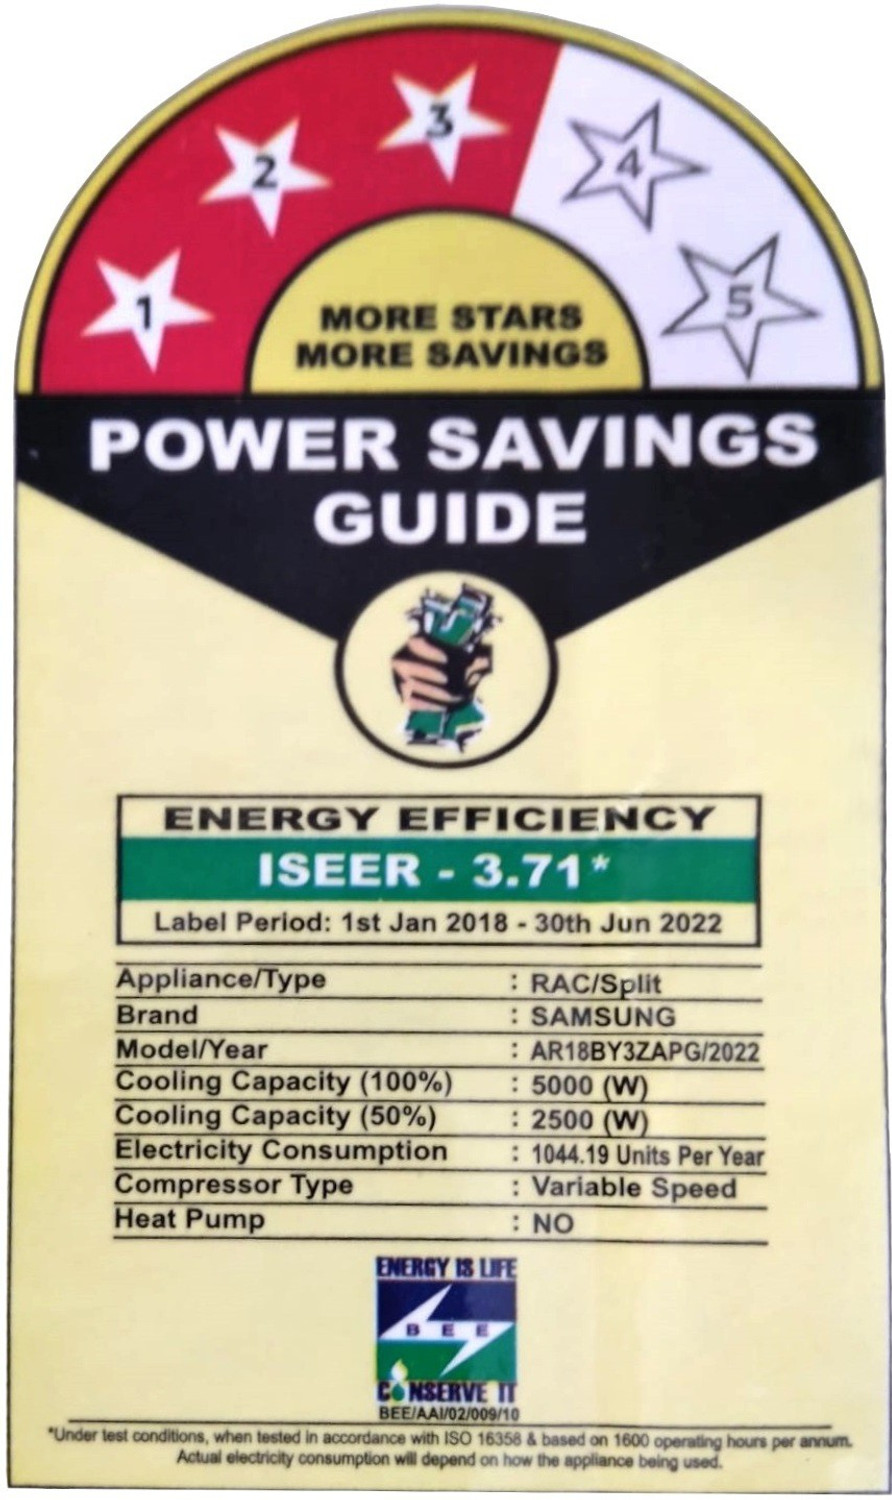 1
2
3
4
5
MORE STARS
MORE SAVINGS
POWER SAVINGS
GUIDE
ENERGY EFFICIENCY
ISEER - 3.71*
Label Period: 1st Jan 2018 - 30th Jun 2022
Appliance/Type : RAC/Split
Brand : SAMSUNG
Model/Year : AR18BY3ZAPG/2022
Cooling Capacity (100%) : 5000 (W)
Cooling Capacity (50%) : 2500 (W)
Electricity Consumption : 1044.19 Units Per Year
Compressor Type : Variable Speed
Heat Pump : NO
ENERGY IS LIFE
BEE
CONSERVE IT
BEE/AAI/02/009/10
*Under test conditions, when tested in accordance with ISO 16358 & based on 1600 operating hours per annum.
Actual electricity consumption will depend on how the appliance being used.